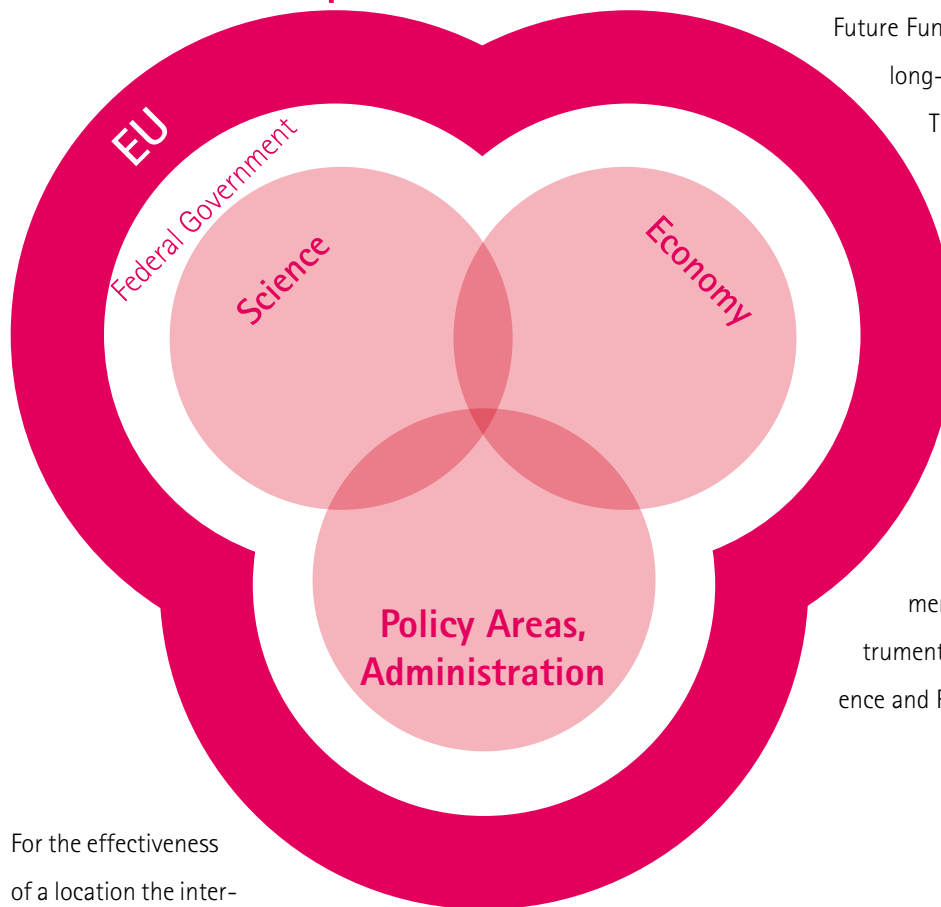 Future Fun
long-
T
EU
Federal Government
Science
Economy
Policy Areas,
Administration
mer
trument
ence and F
For the effectiveness
of a location the inter-